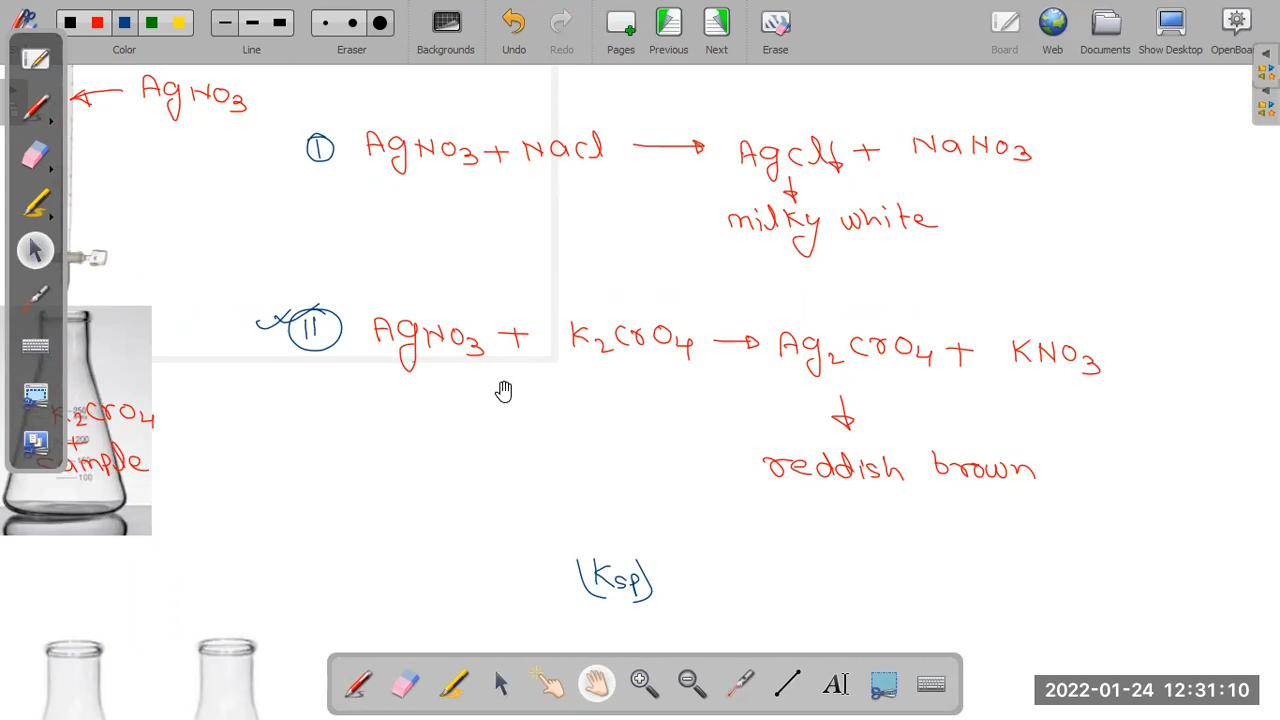 Color
Line
Eraser
Backgrounds
Undo
Redo
Pages
Previous
Next
Erase
Board
Web
Documents
Show Desktop
OpenBoard
AgNO3
I AgNO3 + NaCl → AgCl↓ + NaNO3
milky white
II AgNO3 + K2CrO4 → Ag2CrO4 + KNO3
reddish brown
K2CrO4
+
sample
100
(Ksp)
2022-01-24 12:31:10